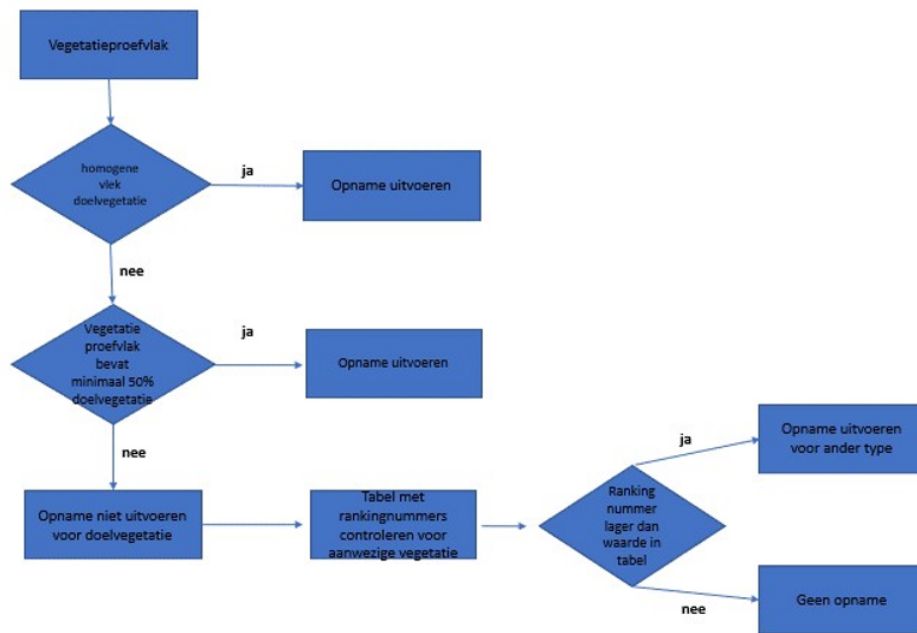 Vegetatieproefvlak
homogene
vlek
doelvegetatie
ja
Opname uitvoeren
nee
Vegetatie
proefvlak
bevat
minimaal 50%
doelvegetatie
ja
Opname uitvoeren
nee
Opname niet uitvoeren
voor doelvegetatie
Tabel met
rankingnummers
controleren voor
aanwezige vegetatie
Ranking
nummer
lager dan
waarde in
tabel
ja
Opname uitvoeren
voor ander type
nee
Geen opname